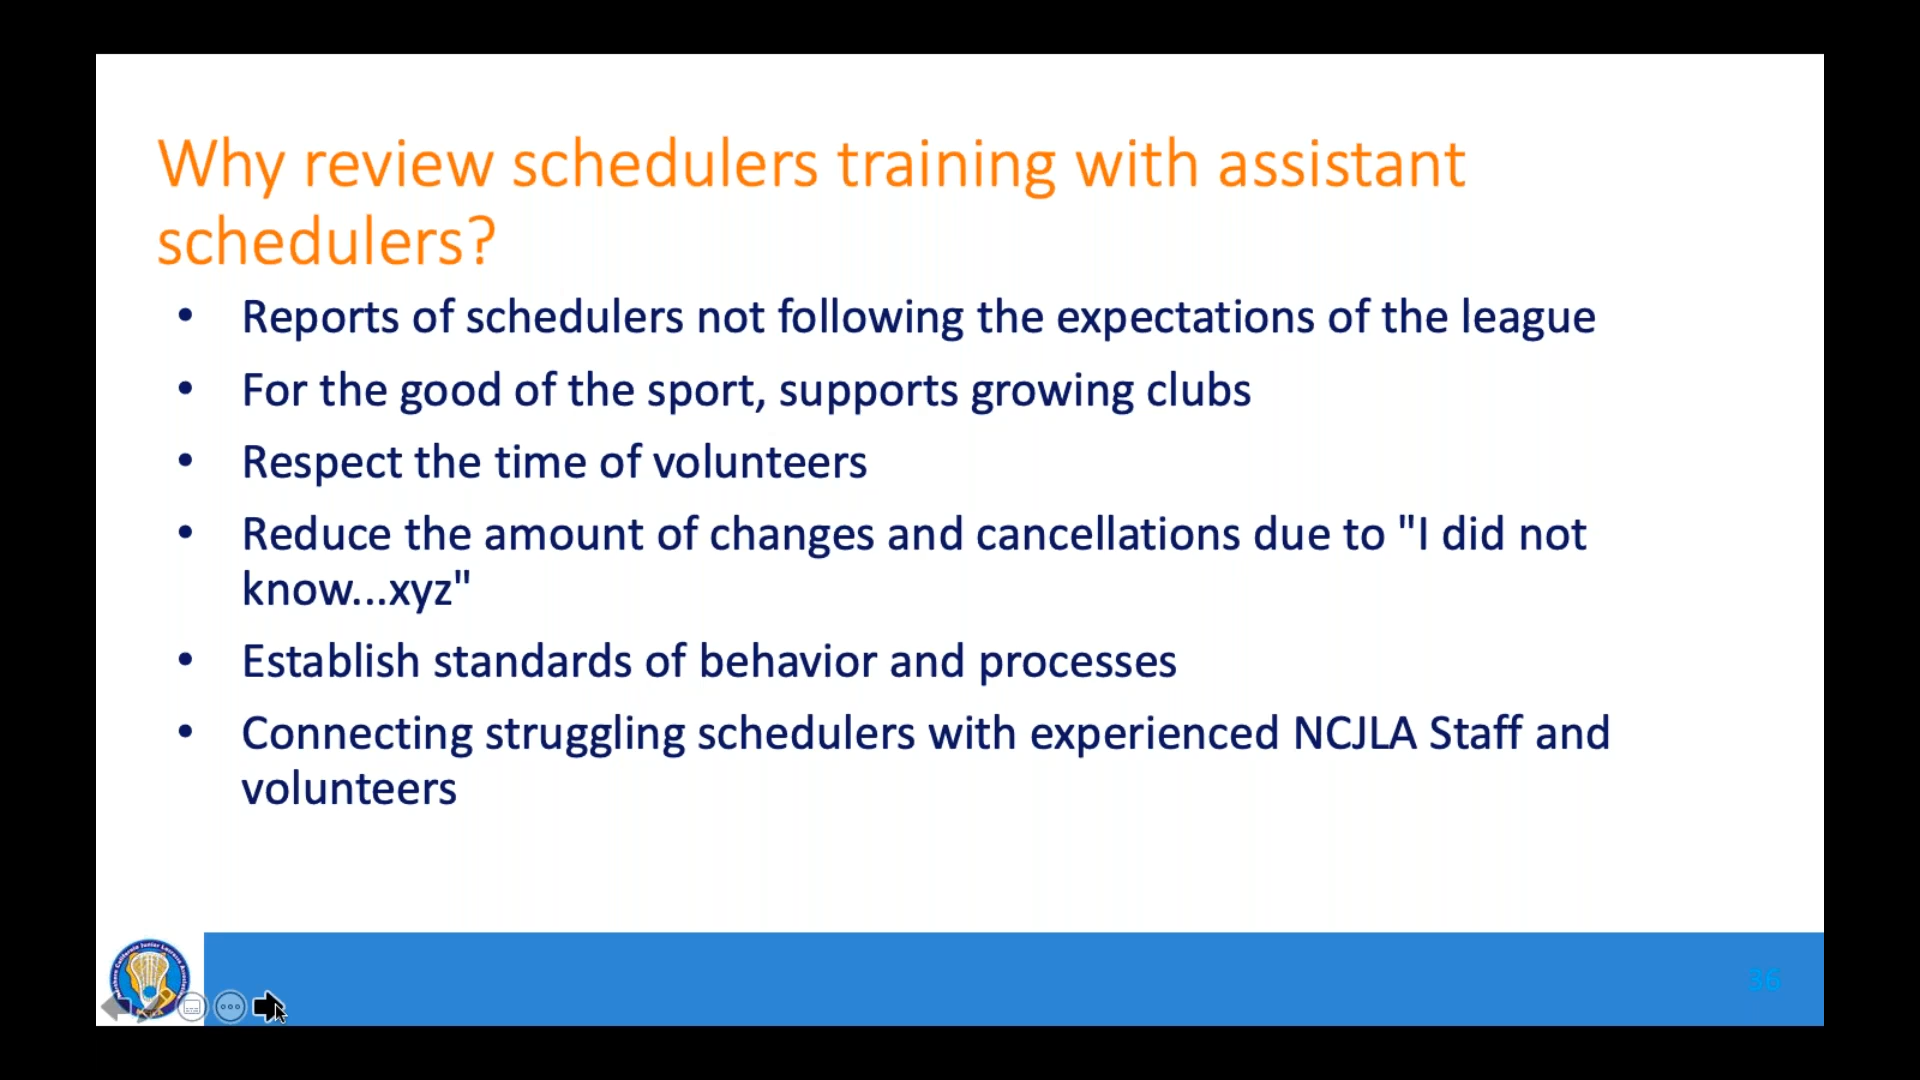 Why review schedulers training with assistant
schedulers?
• Reports of schedulers not following the expectations of the league
• For the good of the sport, supports growing clubs
• Respect the time of volunteers
• Reduce the amount of changes and cancellations due to "I did not
know...xyz"
• Establish standards of behavior and processes
• Connecting struggling schedulers with experienced NCJLA Staff and
volunteers
36